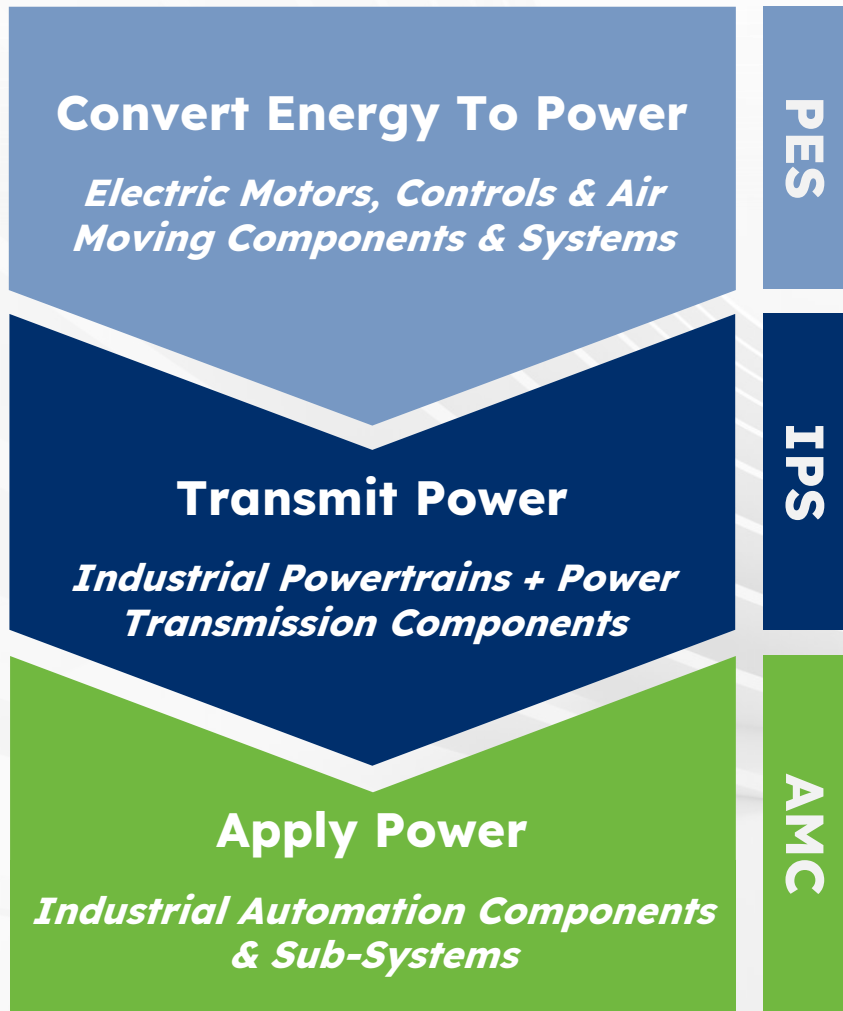 Convert Energy To Power
Electric Motors, Controls & Air
Moving Components & Systems
PES
Transmit Power
Industrial Powertrains + Power
Transmission Components
IPS
Apply Power
Industrial Automation Components
& Sub-Systems
AMC